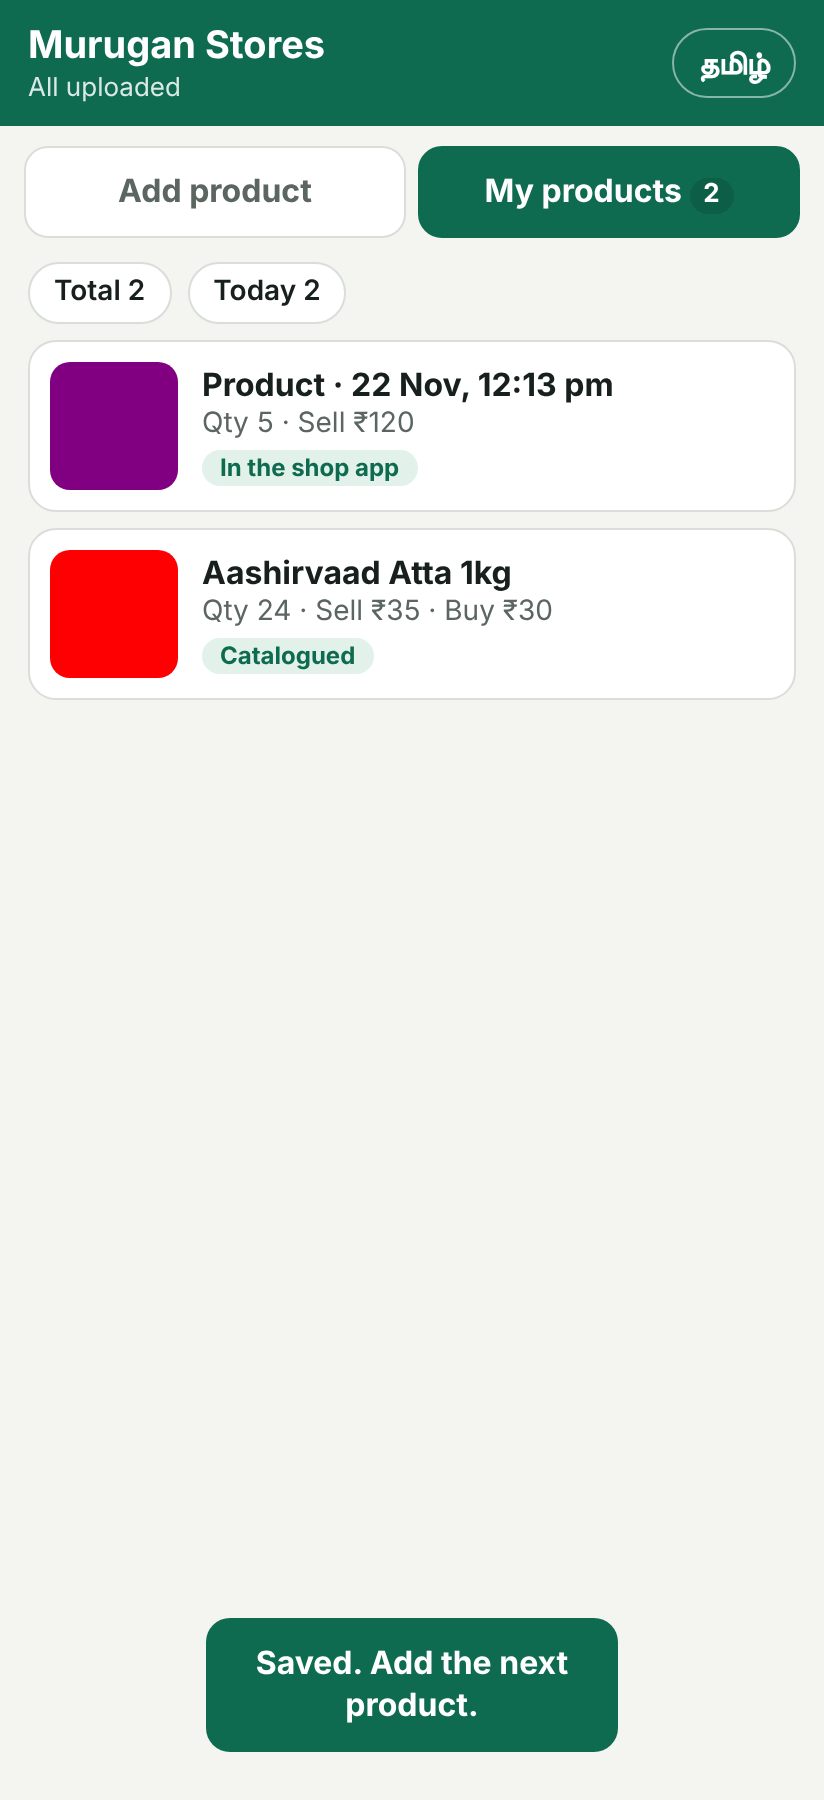 Murugan Stores
All uploaded
தமிழ்
Add product
My products 2
Total 2
Today 2
Product · 22 Nov, 12:13 pm
Qty 5 · Sell ₹120
In the shop app
Aashirvaad Atta 1kg
Qty 24 · Sell ₹35 · Buy ₹30
Catalogued
Saved. Add the next
product.